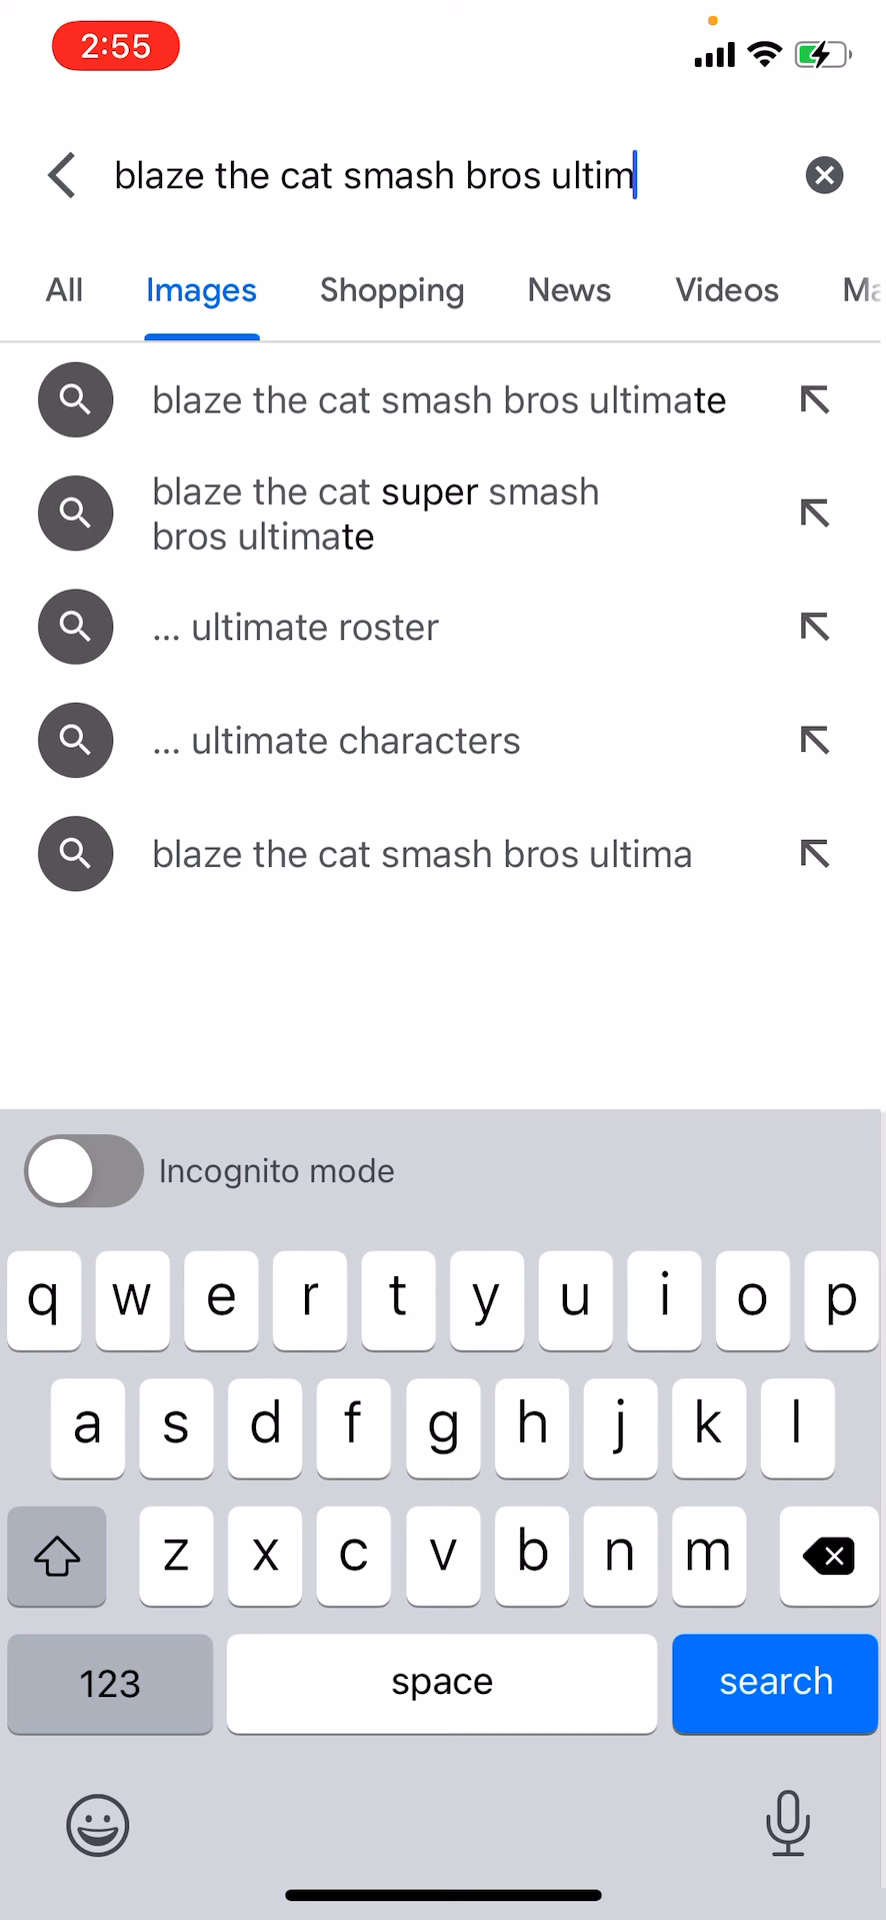 2:55
blaze the cat smash bros ultim
All Images Shopping News Videos Ma
blaze the cat smash bros ultimate
blaze the cat super smash
bros ultimate
... ultimate roster
... ultimate characters
blaze the cat smash bros ultima
Incognito mode
q w e r t y u i o p
a s d f g h j k l
z x c v b n m
123 space search